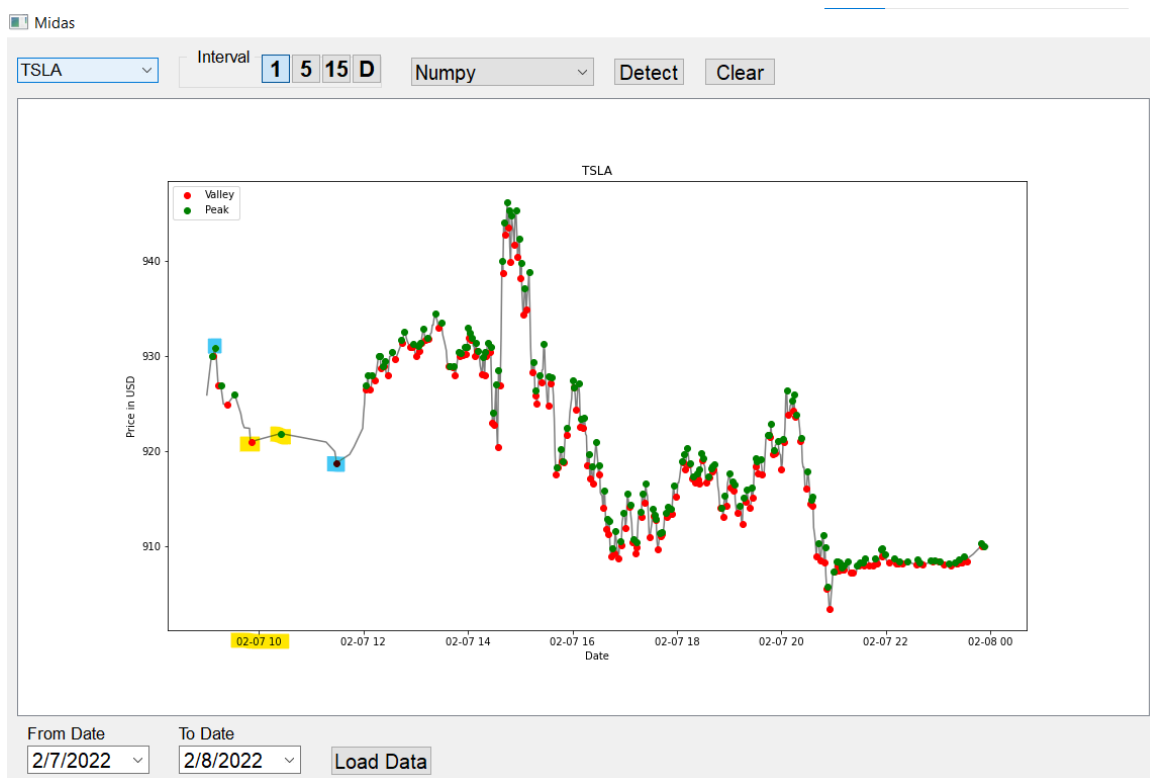 Midas
TSLA
Interval
1 5 15 D
Numpy
Detect
Clear
TSLA
Valley
Peak
Price in USD
940
930
920
910
02-07 10 02-07 12 02-07 14 02-07 16 02-07 18 02-07 20 02-07 22 02-08 00
Date
From Date To Date
2/7/2022 2/8/2022 Load Data